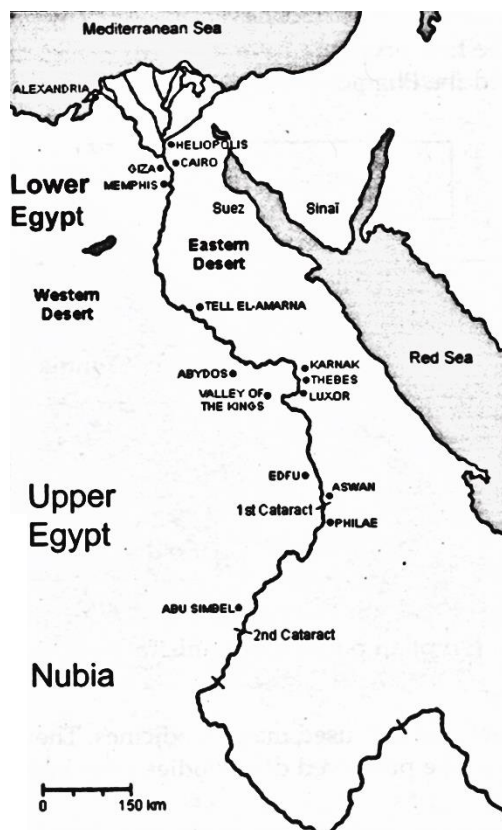 Mediterranean Sea
ALEXANDRIA
HELIOPOLIS
GIZA
CAIRO
MEMPHIS
Lower
Egypt
Suez
Sinaï
Eastern
Desert
Western
Desert
TELL EL-AMARNA
Red Sea
ABYDOS
KARNAK
THEBES
VALLEY OF
THE KINGS
LUXOR
EDFU
ASWAN
1st Cataract
PHILAE
Upper
Egypt
ABU SIMBEL
2nd Cataract
Nubia
0 150 km